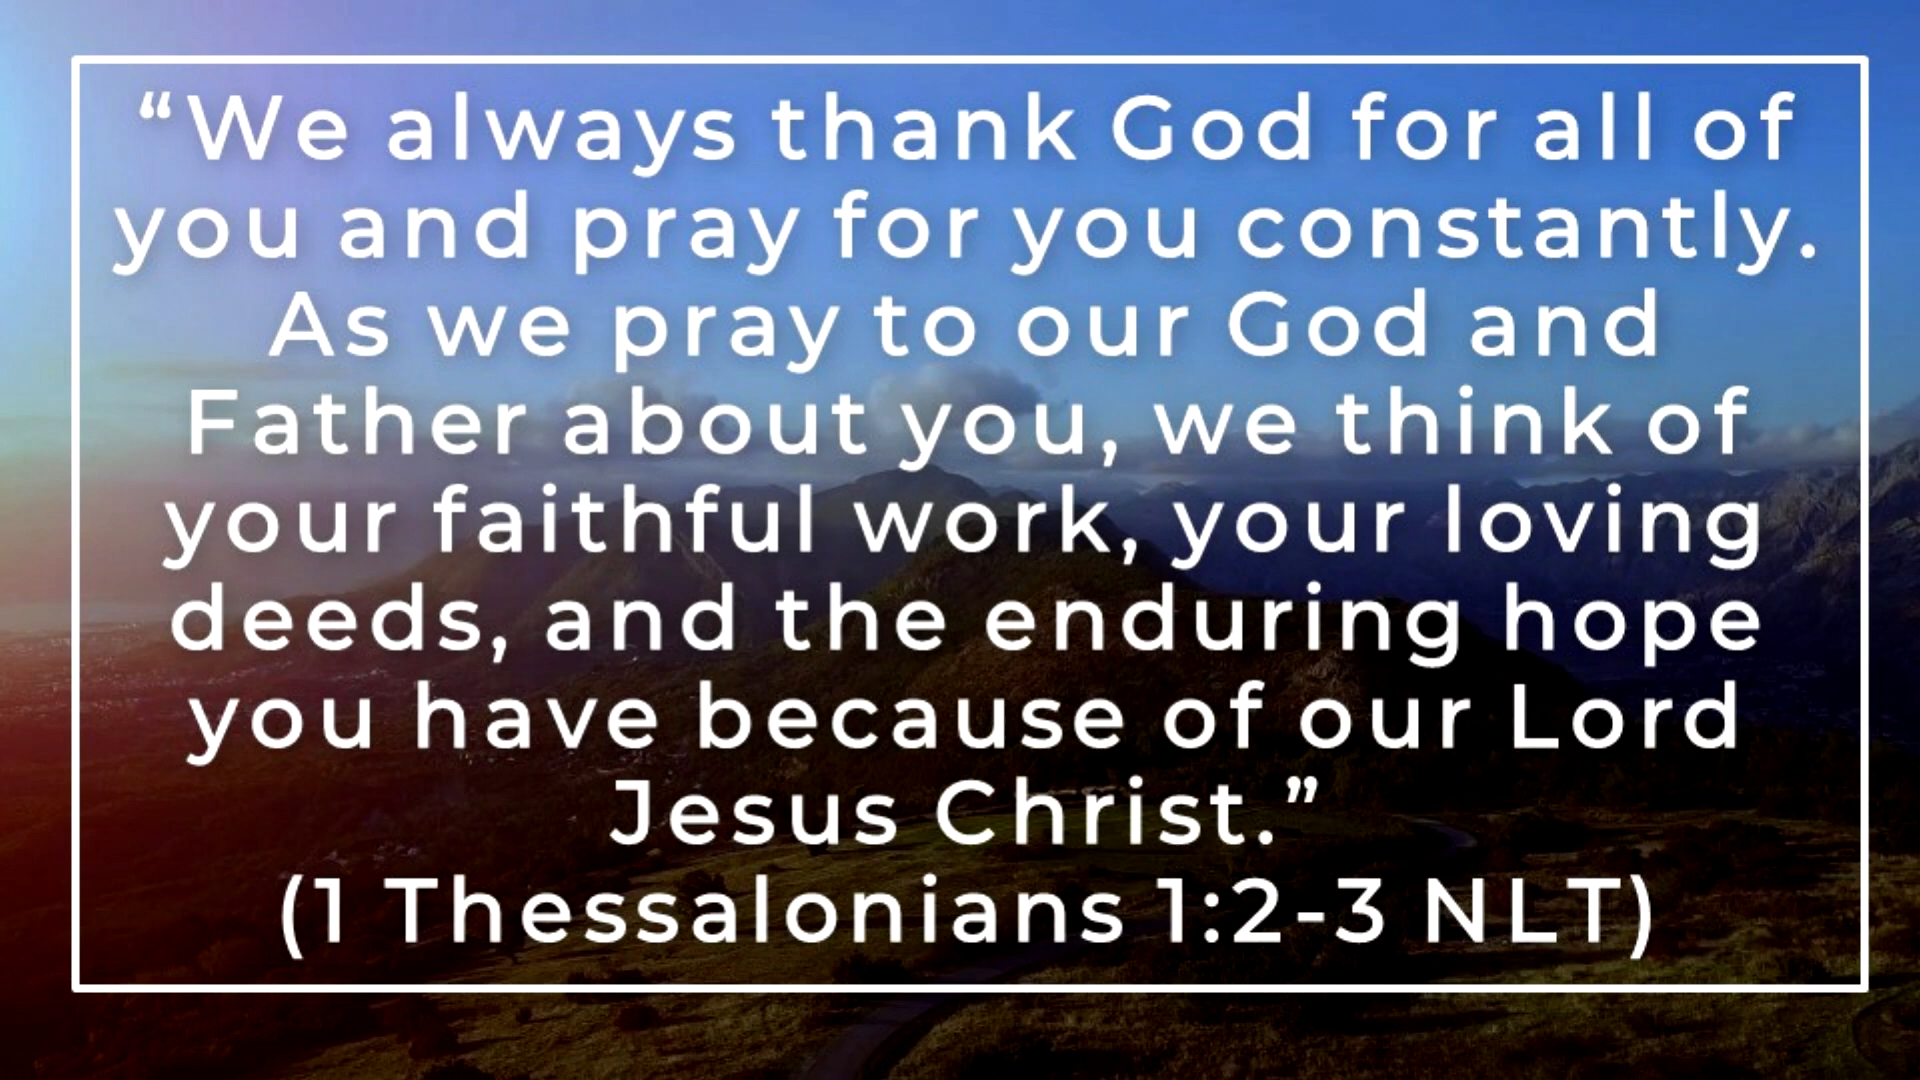 “We always thank God for all of
you and pray for you constantly.
As we pray to our God and
Father about you, we think of
your faithful work, your loving
deeds, and the enduring hope
you have because of our Lord
Jesus Christ.”
(1 Thessalonians 1:2-3 NLT)